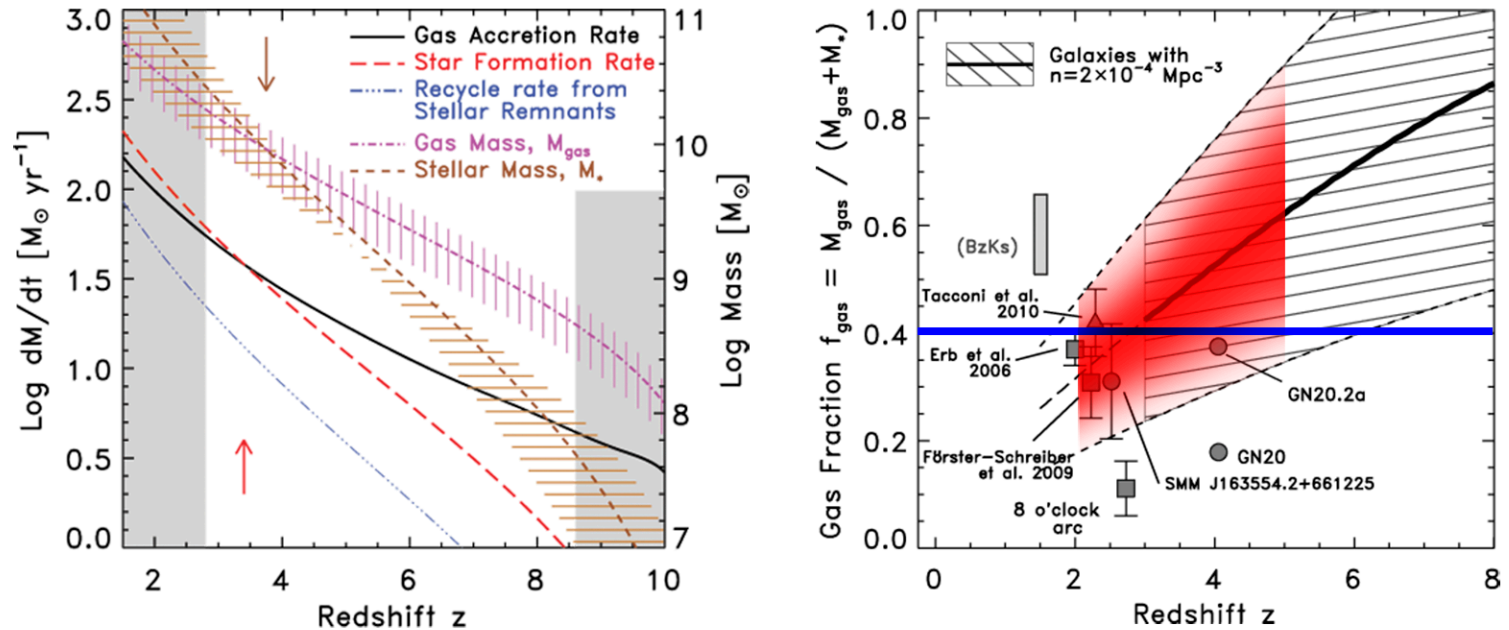 3.0
2.5
2.0
1.5
1.0
0.5
0.0
Log dM/dt [M⊙ yr⁻¹]
2 4 6 8 10
Redshift z
11
10
9
8
7
Log Mass [M⊙]
Gas Accretion Rate
Star Formation Rate
Recycle rate from
Stellar Remnants
Gas Mass, Mgas
Stellar Mass, M*
1.0
0.8
0.6
0.4
0.2
0.0
Gas Fraction fgas = Mgas / (Mgas+M*)
0 2 4 6 8
Redshift z
Galaxies with
n=2×10⁻⁴ Mpc⁻³
(BzKs)
Tacconi et al.
2010
Erb et al.
2006
Förster-Schreiber
et al. 2009
8 o'clock
arc
GN20.2a
GN20
SMM J163554.2+661225